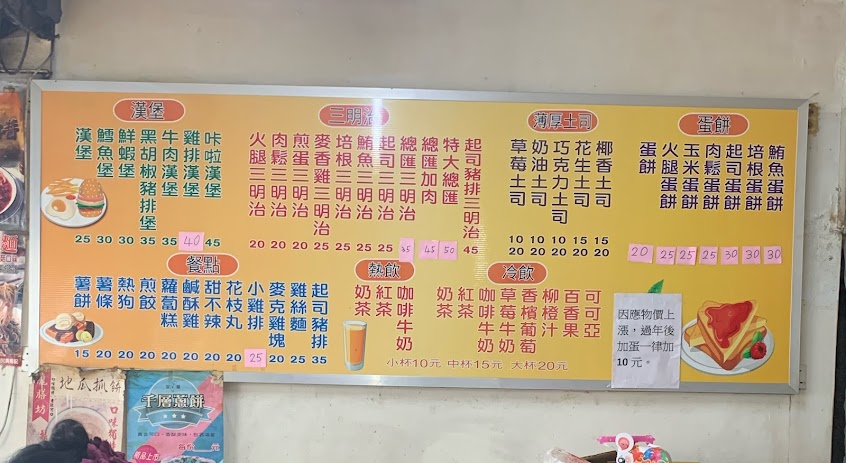 漢堡
漢堡 25
鱈魚堡 30
鮮蝦堡 30
黑胡椒豬排堡 35
牛肉漢堡 35
雞排漢堡 40
咔啦漢堡 45
三明治
火腿三明治 20
肉鬆三明治 20
煎蛋三明治 20
麥香雞三明治 25
培根三明治 25
鮪魚三明治 25
起司三明治 25
總匯三明治 35
總匯加肉 45
特大總匯 50
起司豬排三明治 45
薄厚土司
草莓土司 10 20
奶油土司 10 20
巧克力土司 10 20
花生土司 15 20
椰香土司 15 20
蛋餅
蛋餅 20
火腿蛋餅 25
玉米蛋餅 25
肉鬆蛋餅 25
起司蛋餅 30
培根蛋餅 30
鮪魚蛋餅 30
餐點
薯餅 15
薯條 20
熱狗 20
煎餃 20
蘿蔔糕 20
鹹酥雞 20
甜不辣 20
花枝丸 20
小雞排 25
麥克雞塊 20
雞絲麵 25
起司豬排 35
熱飲
奶茶
紅茶
咖啡牛奶
冷飲
奶茶
紅茶
咖啡牛奶
草莓牛奶
香檳葡萄
柳橙汁
百香果
可可亞
小杯10元 中杯15元 大杯20元
因應物價上
漲，過年後
加蛋一律加
10元。
地瓜抓餅
口味獨
千層蔥餅